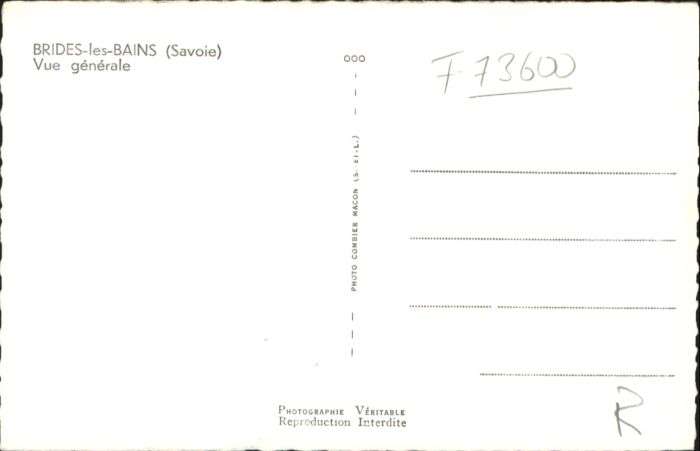 BRIDES-les-BAINS (Savoie)
Vue générale
000
F 73600
PHOTO COMBIER MACON (S.-ET-L.)
PHOTOGRAPHIE VÉRITABLE
Reproduction Interdite
R